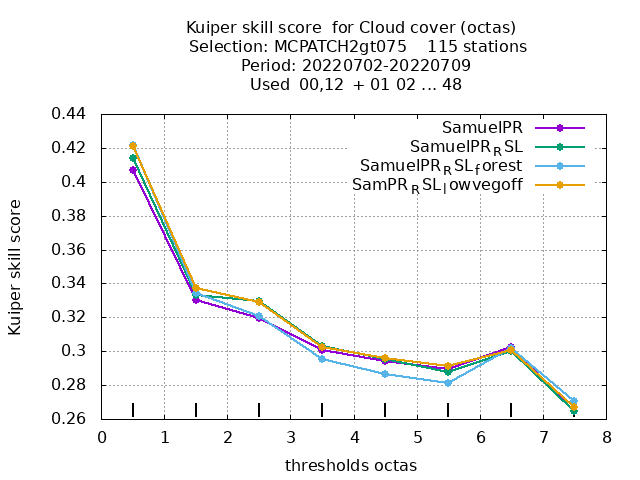 Kuiper skill score  for Cloud cover (octas)
Selection: MCPATCH2gt075    115 stations
Period: 20220702-20220709
Used  00,12  + 01 02 ... 48
Kuiper skill score
0.44
0.42
0.4
0.38
0.36
0.34
0.32
0.3
0.28
0.26
SamuelPR
SamuelPR_RSL
SamuelPR_RSL_forest
SamPR_RSL_lowvegoff
0 1 2 3 4 5 6 7 8
thresholds octas